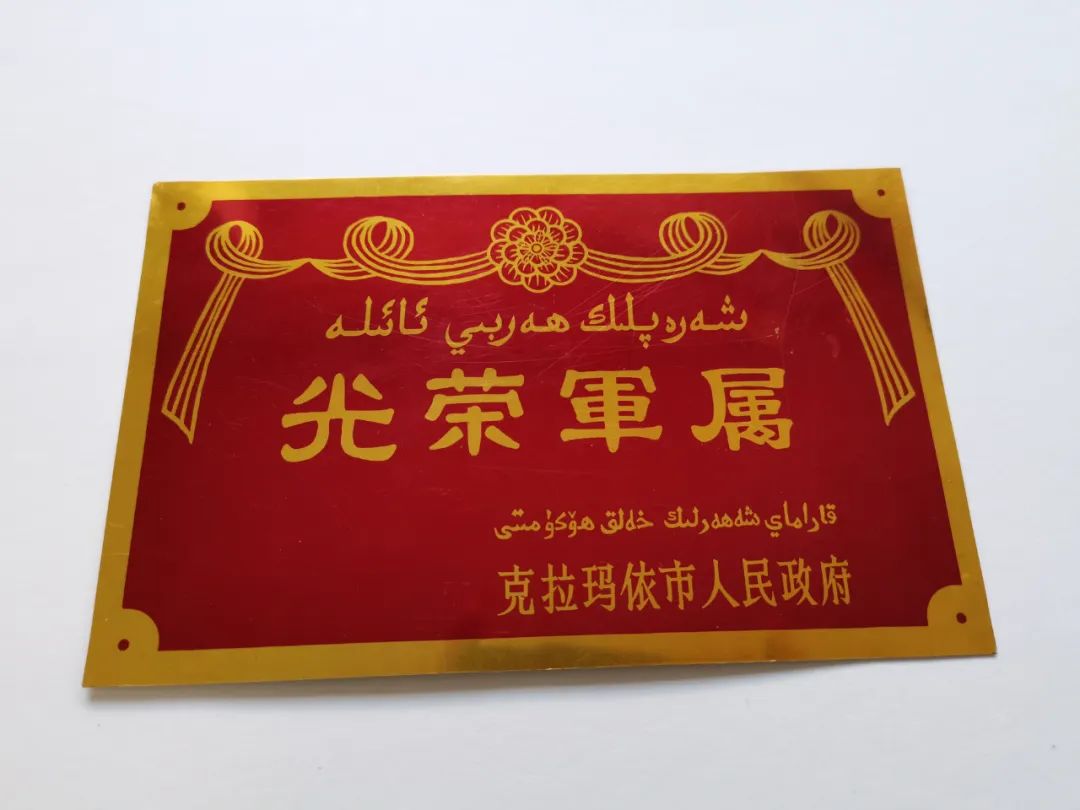 شەرەپلىك ھەربىي ئائىلە
光荣軍属
قاراماي شەھەرلىك خەلق ھۆكۈمىتى
克拉玛依市人民政府